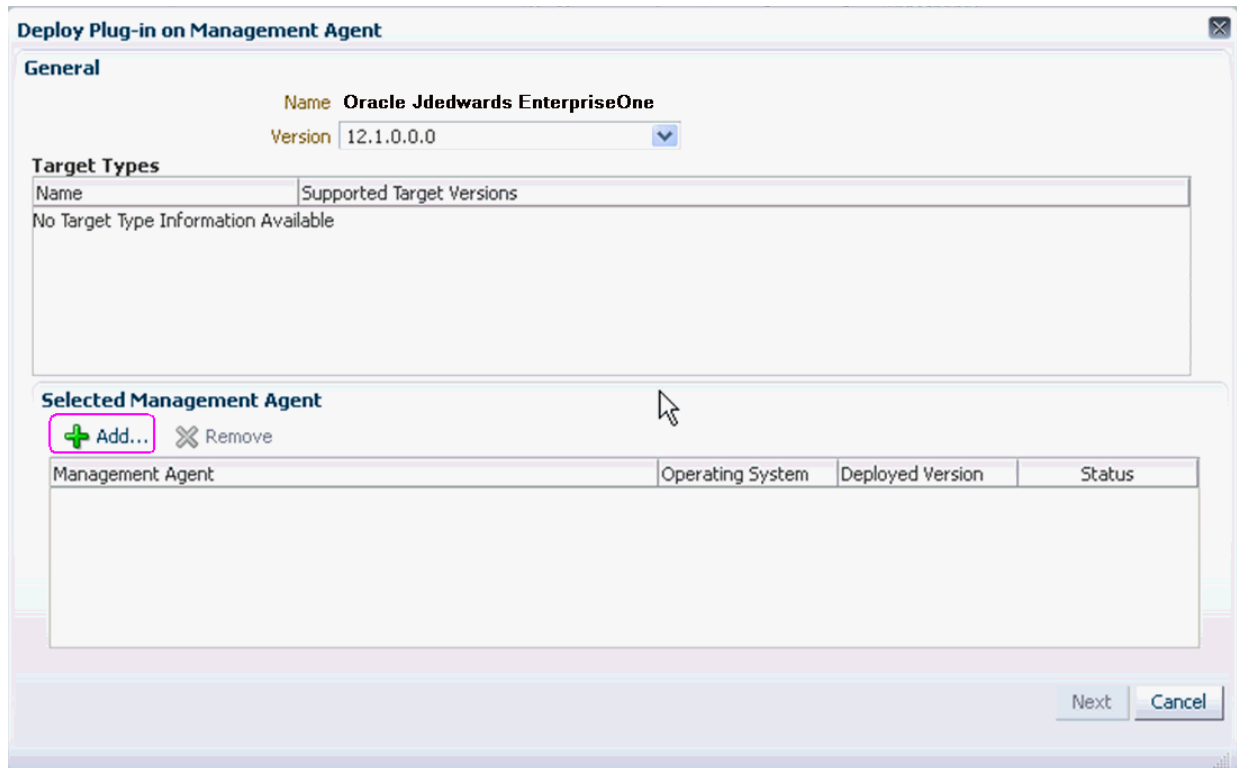 Deploy Plug-in on Management Agent
General
Name Oracle Jdedwards EnterpriseOne
Version 12.1.0.0.0
Target Types
Name Supported Target Versions
No Target Type Information Available
Selected Management Agent
Add... Remove
Management Agent Operating System Deployed Version Status
Next Cancel